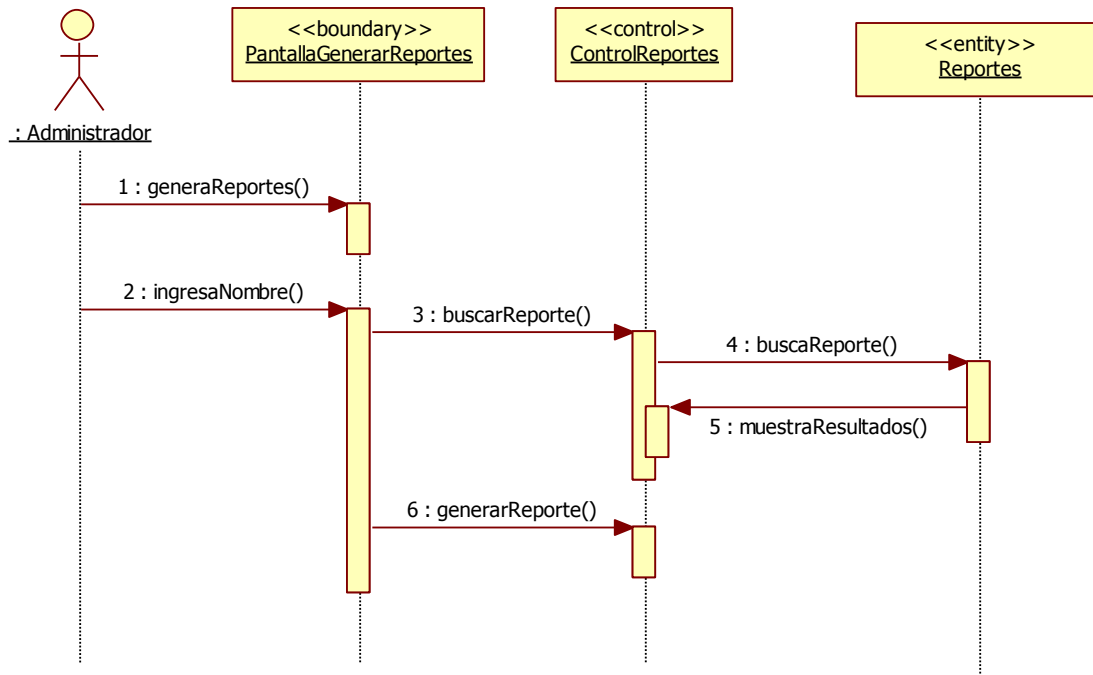 <<boundary>>
PantallaGenerarReportes
<<control>>
ControlReportes
<<entity>>
Reportes
: Administrador
1 : generaReportes()
2 : ingresaNombre()
3 : buscarReporte()
4 : buscaReporte()
5 : muestraResultados()
6 : generarReporte()